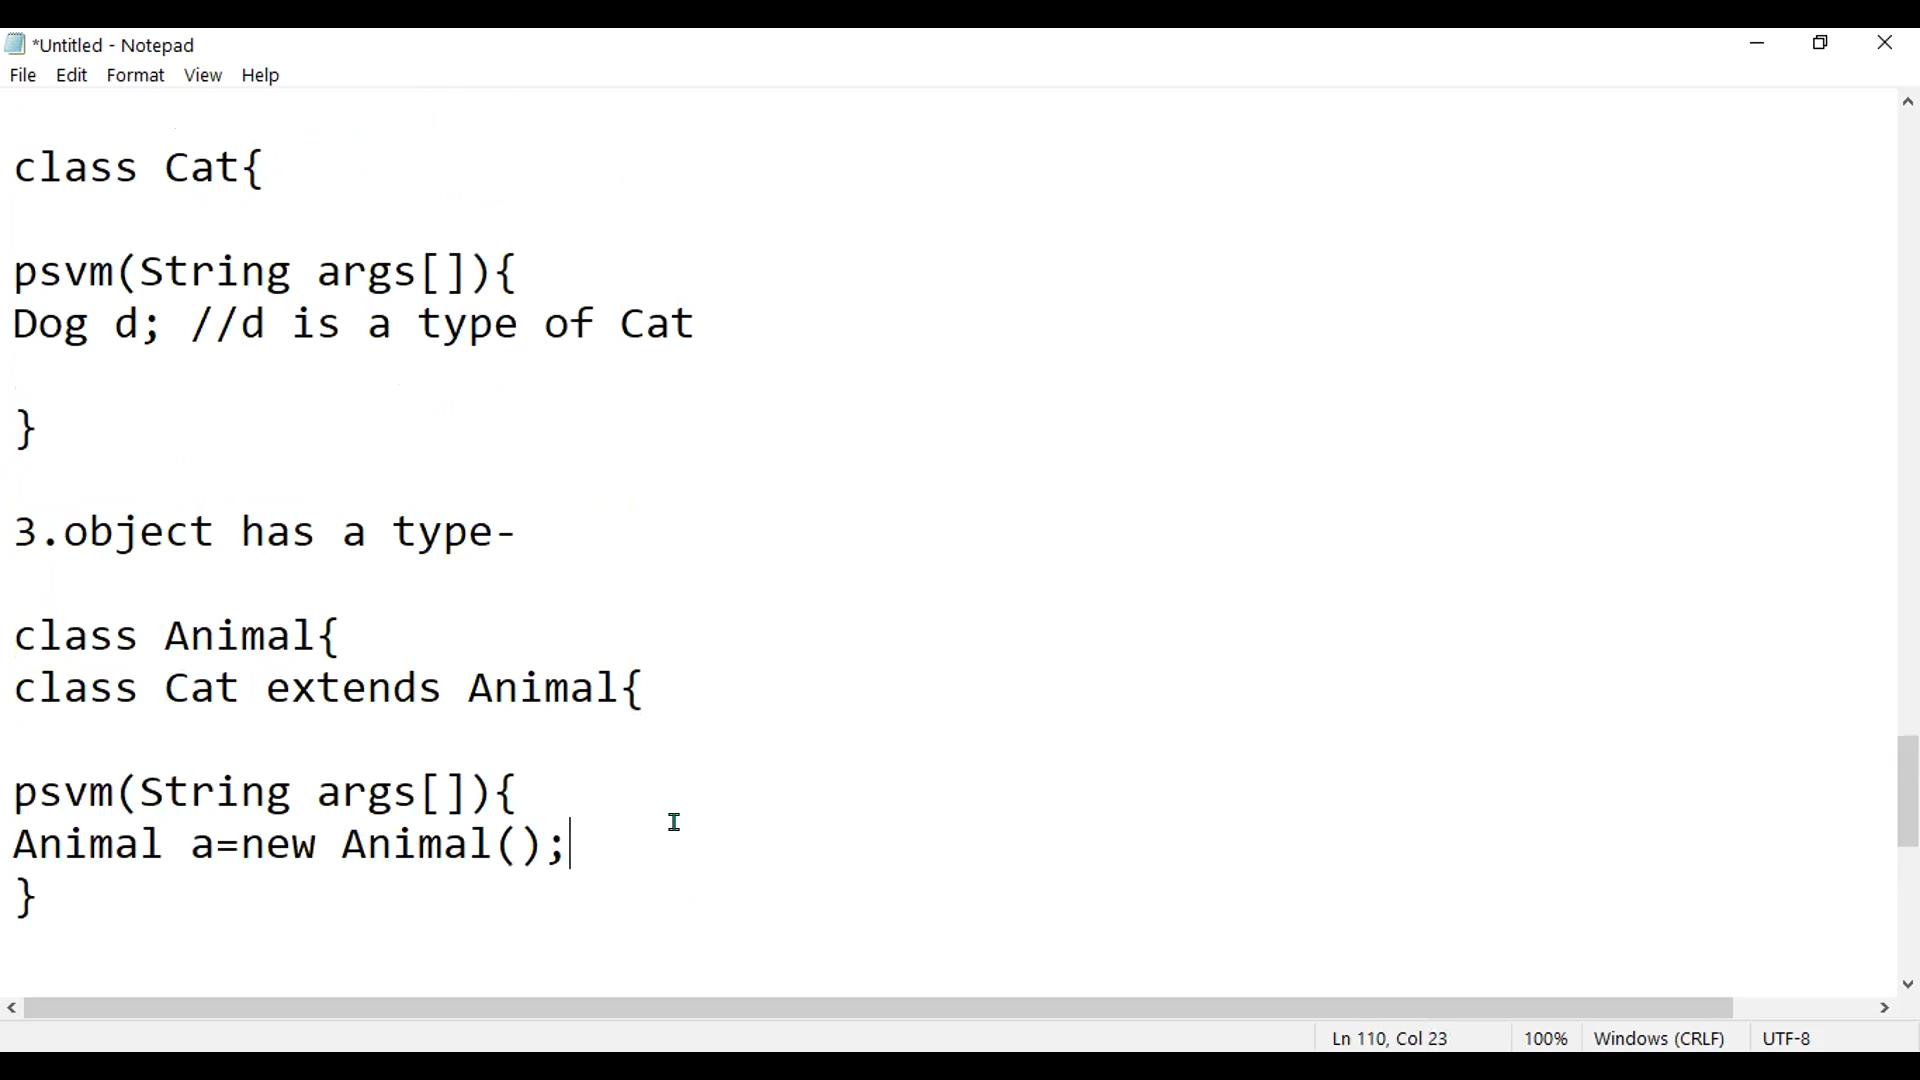 *Untitled - Notepad
File Edit Format View Help
class Cat{
psvm(String args[]){
Dog d; //d is a type of Cat
}
3.object has a type-
class Animal{
class Cat extends Animal{
psvm(String args[]){
Animal a=new Animal();
}
Ln 110, Col 23 100% Windows (CRLF) UTF-8